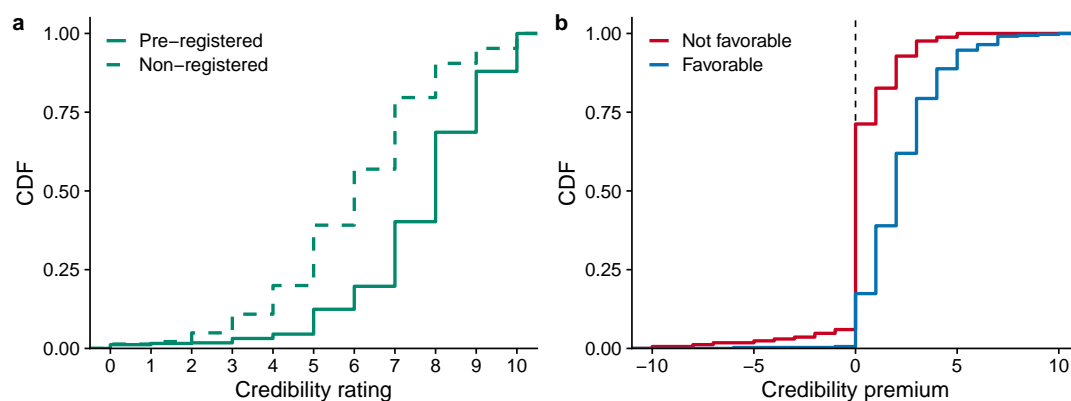 a
Pre−registered
Non−registered
CDF
1.00
0.75
0.50
0.25
0.00
0 1 2 3 4 5 6 7 8 9 10
Credibility rating
b
Not favorable
Favorable
CDF
1.00
0.75
0.50
0.25
0.00
−10 −5 0 5 10
Credibility premium